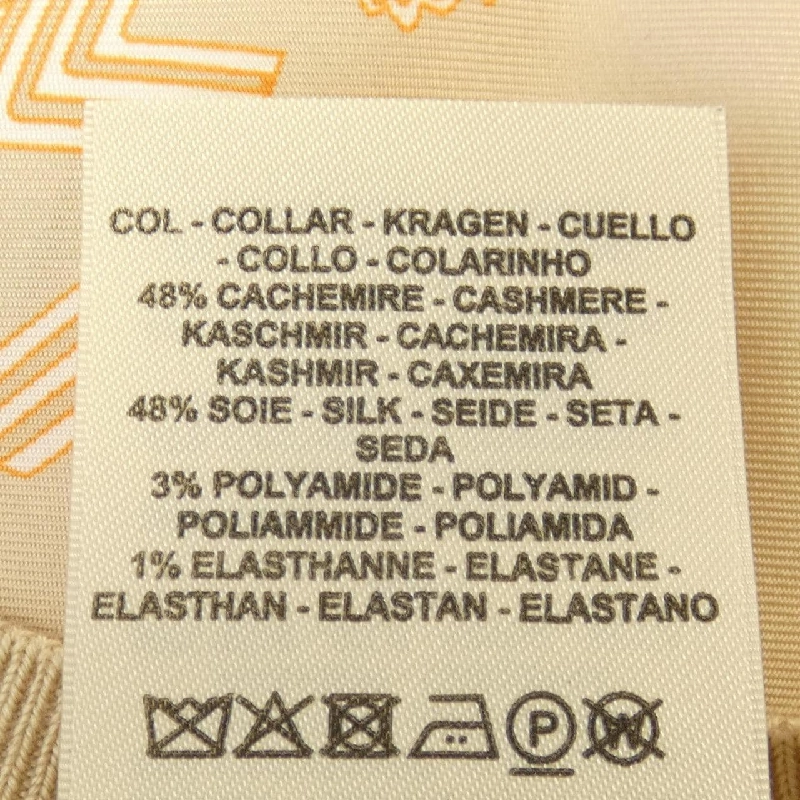 COL - COLLAR - KRAGEN - CUELLO
- COLLO - COLARINHO
48% CACHEMIRE - CASHMERE -
KASCHMIR - CACHEMIRA -
KASHMIR - CAXEMIRA
48% SOIE - SILK - SEIDE - SETA -
SEDA
3% POLYAMIDE - POLYAMID -
POLIAMMIDE - POLIAMIDA
1% ELASTHANNE - ELASTANE -
ELASTHAN - ELASTAN - ELASTANO
P W